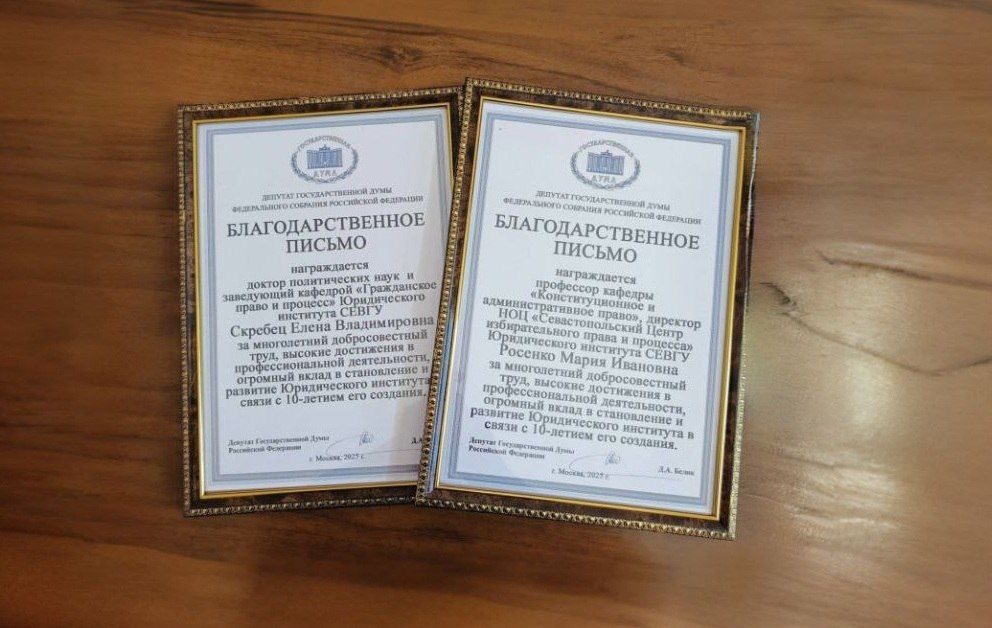 ГОСУДАРСТВЕННАЯ
ДУМА
ДЕПУТАТ ГОСУДАРСТВЕННОЙ ДУМЫ
ФЕДЕРАЛЬНОГО СОБРАНИЯ РОССИЙСКОЙ ФЕДЕРАЦИИ
БЛАГОДАРСТВЕННОЕ
ПИСЬМО
награждается
доктор политических наук и
заведующий кафедрой «Гражданское
право и процесс» Юридического
института СЕВГУ
Скребец Елена Владимировна
за многолетний добросовестный
труд, высокие достижения в
профессиональной деятельности,
огромный вклад в становление и
развитие Юридического института
связи с 10-летием его создания.
Депутат Государственной Думы
Российской Федерации
Д.А.
г. Москва, 2025 г.
ГОСУДАРСТВЕННАЯ
ДУМА
ДЕПУТАТ ГОСУДАРСТВЕННОЙ ДУМЫ
ФЕДЕРАЛЬНОГО СОБРАНИЯ РОССИЙСКОЙ ФЕДЕРАЦИИ
БЛАГОДАРСТВЕННОЕ
ПИСЬМО
награждается
профессор кафедры
«Конституционное и
административное право», директор
НОЦ «Севастопольский Центр
избирательного права и процесса»
Юридического института СЕВГУ
Росенко Мария Ивановна
за многолетний добросовестный
труд, высокие достижения в
профессиональной деятельности,
огромный вклад в становление и
развитие Юридического института в
связи с 10-летием его создания.
Депутат Государственной Думы
Российской Федерации
Д.А. Белик
г. Москва, 2025 г.